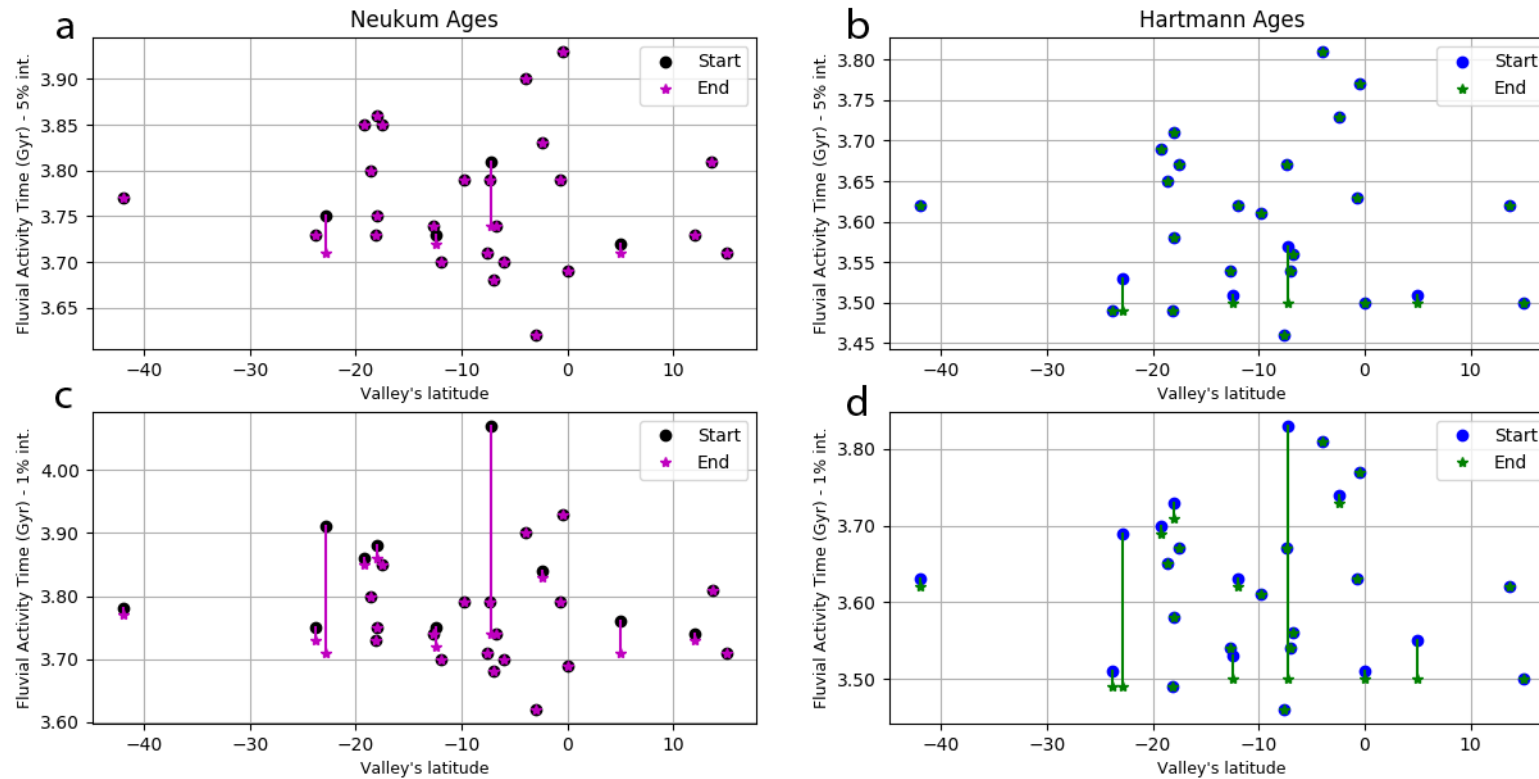 a
Neukum Ages
Fluvial Activity Time (Gyr) - 5% int.
3.90
3.85
3.80
3.75
3.70
3.65
Start
End
−40
−30
−20
−10
0
10
Valley's latitude
b
Hartmann Ages
Fluvial Activity Time (Gyr) - 5% int.
3.80
3.75
3.70
3.65
3.60
3.55
3.50
3.45
Start
End
−40
−30
−20
−10
0
10
Valley's latitude
c
Fluvial Activity Time (Gyr) - 1% int.
4.00
3.90
3.80
3.70
3.60
Start
End
−40
−30
−20
−10
0
10
Valley's latitude
d
Fluvial Activity Time (Gyr) - 1% int.
3.80
3.70
3.60
3.50
Start
End
−40
−30
−20
−10
0
10
Valley's latitude